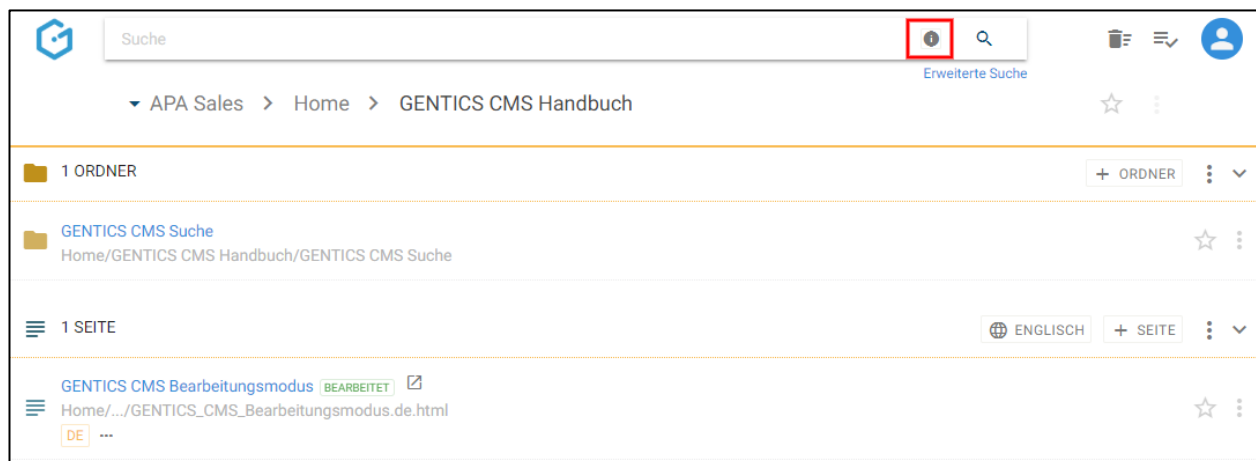 Suche
Erweiterte Suche
APA Sales > Home > GENTICS CMS Handbuch
1 ORDNER
+ ORDNER
GENTICS CMS Suche
Home/GENTICS CMS Handbuch/GENTICS CMS Suche
1 SEITE
ENGLISCH
+ SEITE
GENTICS CMS Bearbeitungsmodus BEARBEITET
Home/.../GENTICS_CMS_Bearbeitungsmodus.de.html
DE ...